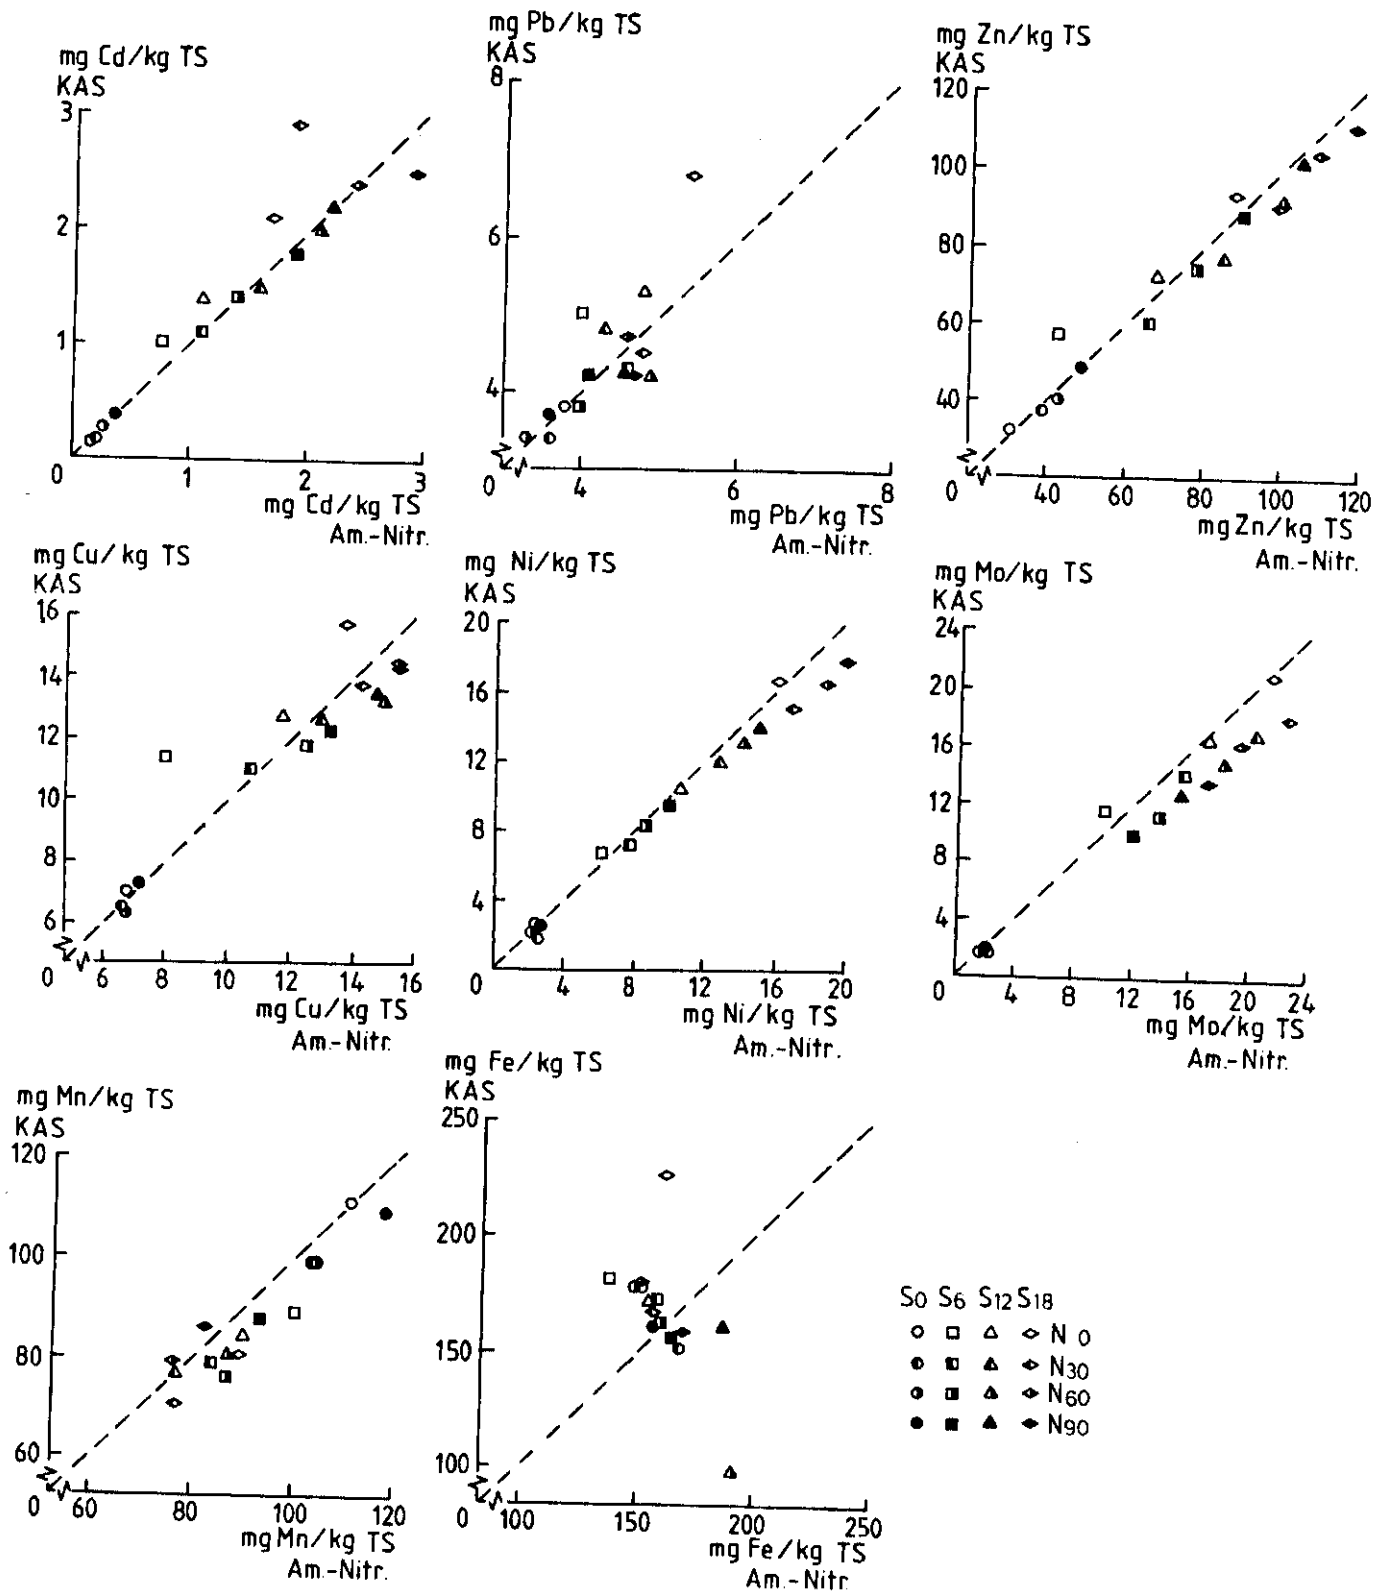 mg Cd/kg TS
KAS
3
2
1
0
1
2
3
mg Cd/kg TS
Am.-Nitr.
mg Pb/kg TS
KAS
8
6
4
0
4
6
8
mg Pb/kg TS
Am.-Nitr.
mg Zn/kg TS
KAS
120
100
80
60
40
0
40
60
80
100
120
mg Zn/kg TS
Am.-Nitr.
mg Cu/kg TS
KAS
16
14
12
10
8
6
0
6
8
10
12
14
16
mg Cu/kg TS
Am.-Nitr.
mg Ni/kg TS
KAS
20
16
12
8
4
0
4
8
12
16
20
mg Ni/kg TS
Am.-Nitr.
mg Mo/kg TS
KAS
24
20
16
12
8
4
0
4
8
12
16
20
24
mg Mo/kg TS
Am.-Nitr.
mg Mn/kg TS
KAS
120
100
80
60
0
60
80
100
120
mg Mn/kg TS
Am.-Nitr.
mg Fe/kg TS
KAS
250
200
150
100
0
100
150
200
250
mg Fe/kg TS
Am.-Nitr.
S0 S6 S12 S18
N 0
N30
N60
N90